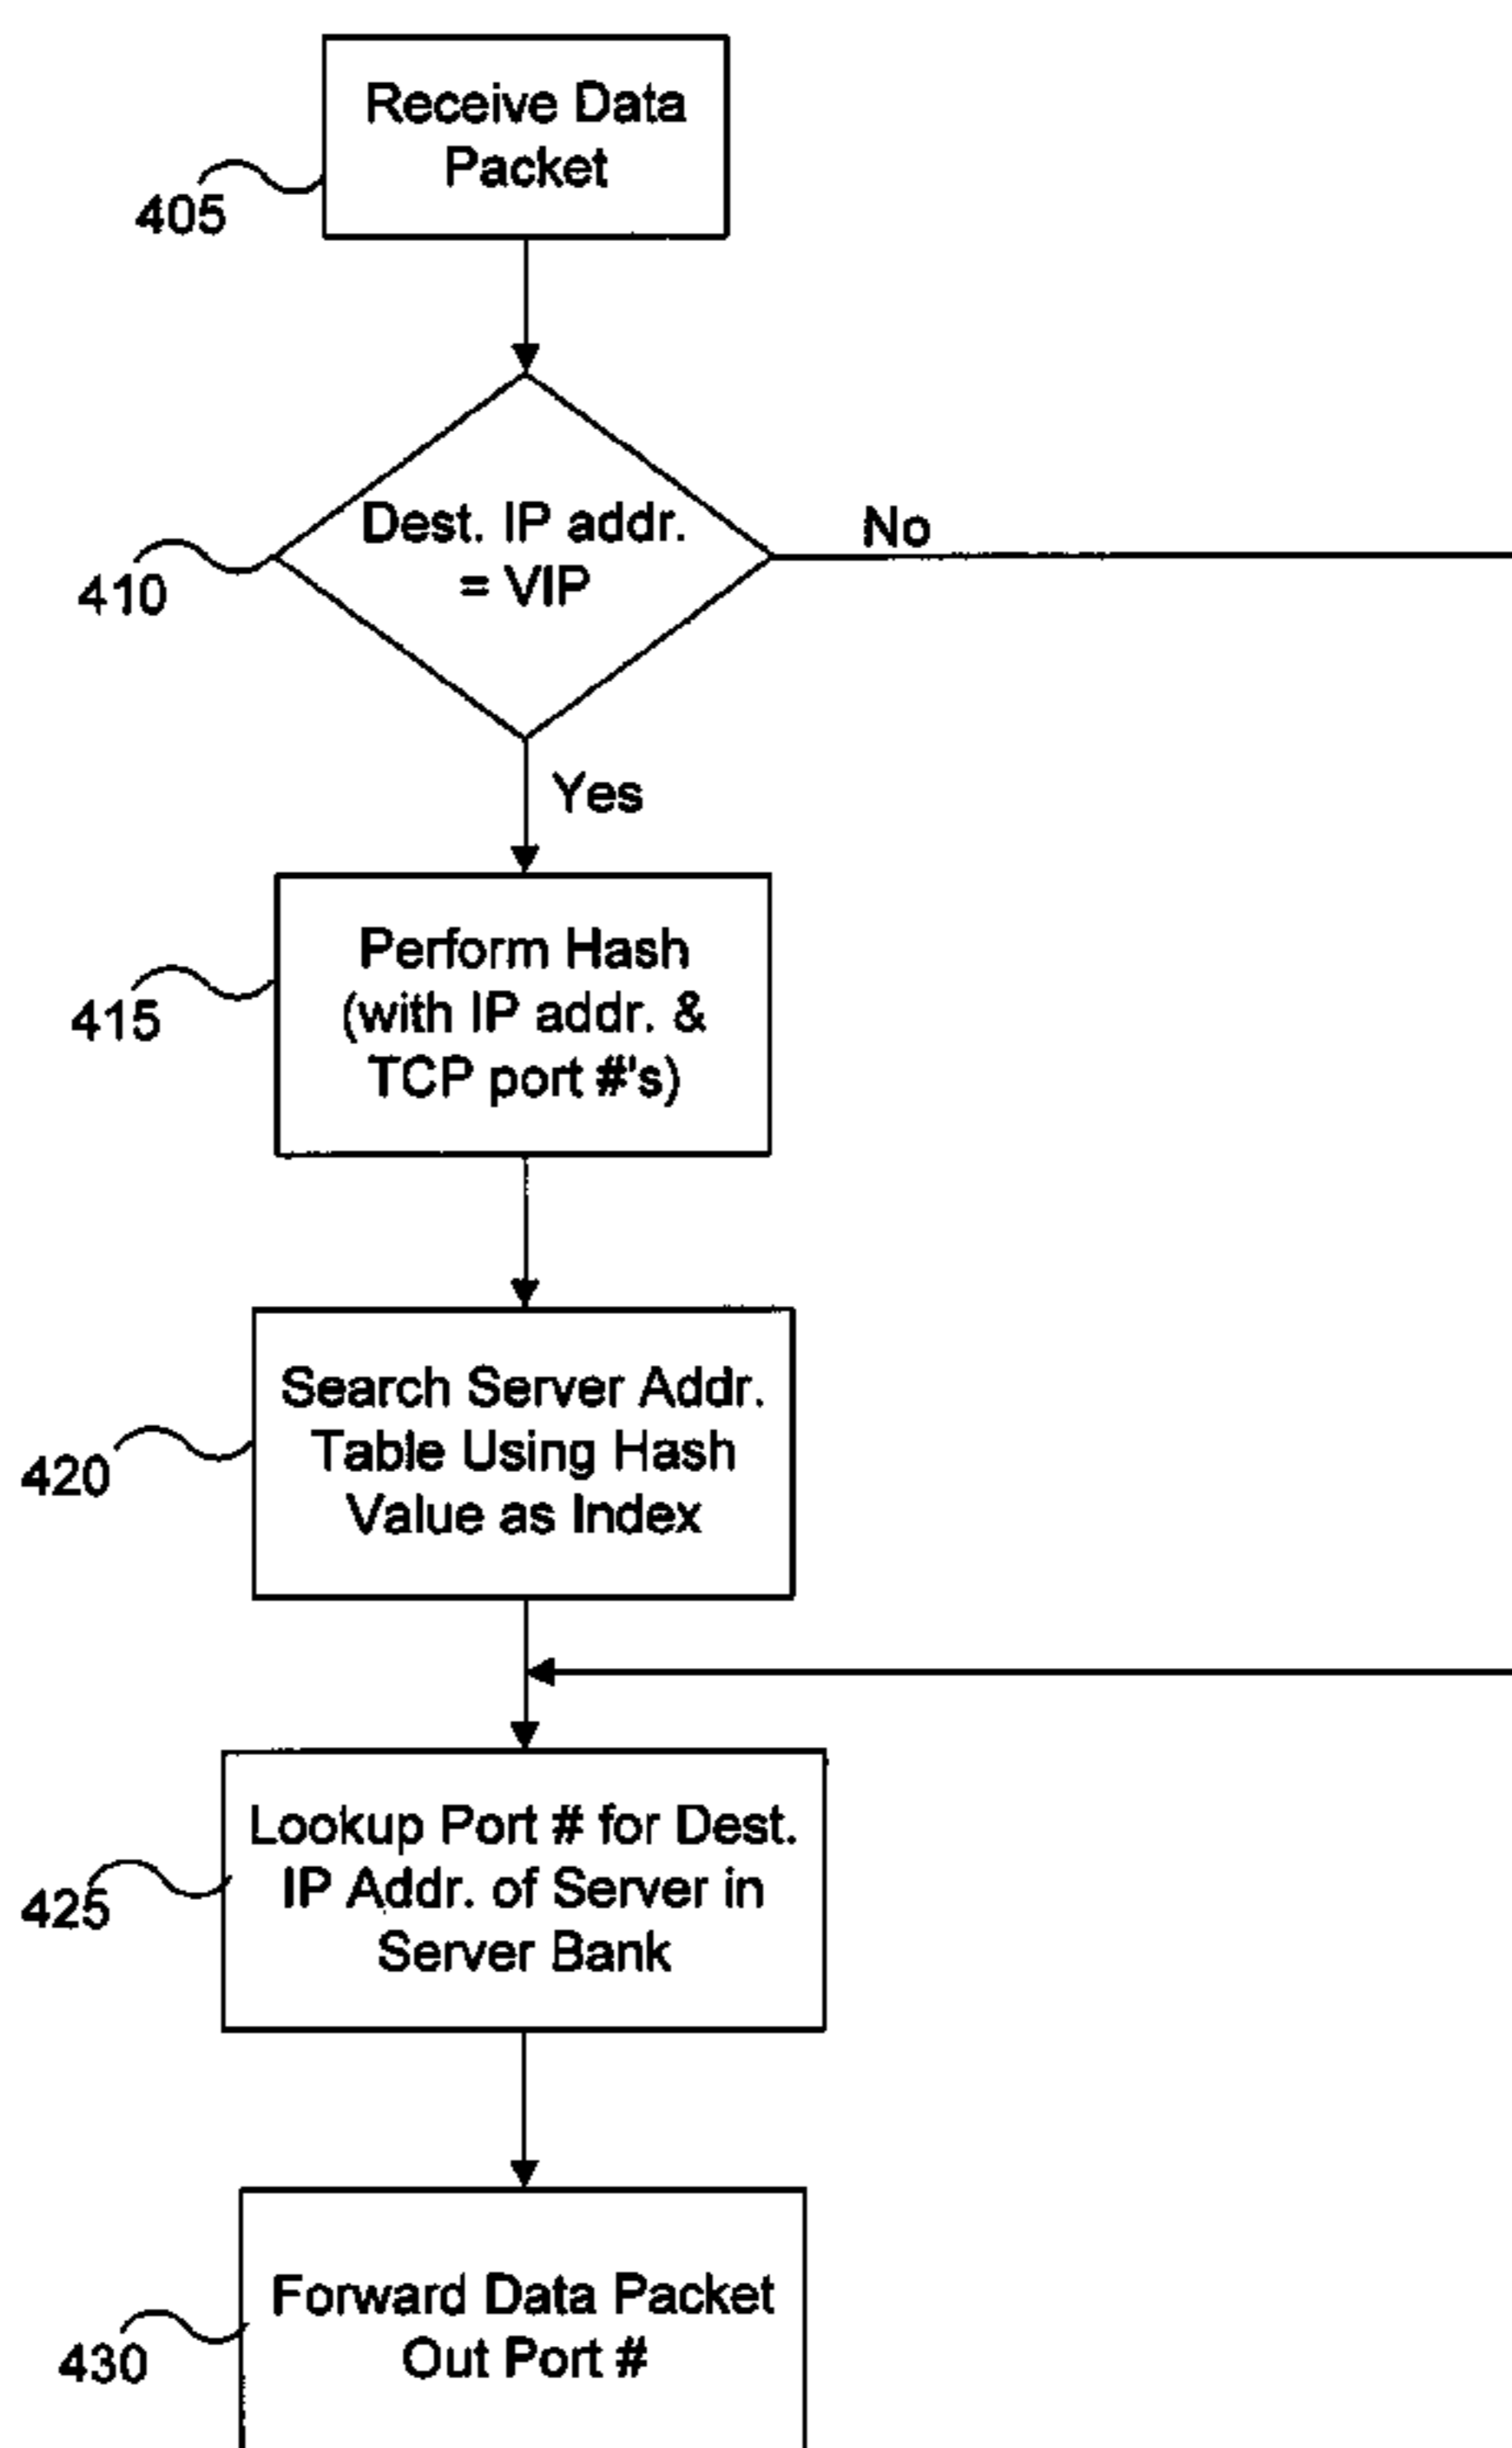 Receive Data
Packet
405
Dest. IP addr.
= VIP
No
410
Yes
Perform Hash
(with IP addr. &
TCP port #'s)
415
Search Server Addr.
Table Using Hash
Value as Index
420
Lookup Port # for Dest.
IP Addr. of Server in
Server Bank
425
Forward Data Packet
Out Port #
430